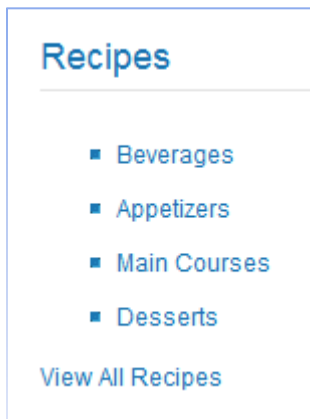 Recipes
Beverages
Appetizers
Main Courses
Desserts
View All Recipes